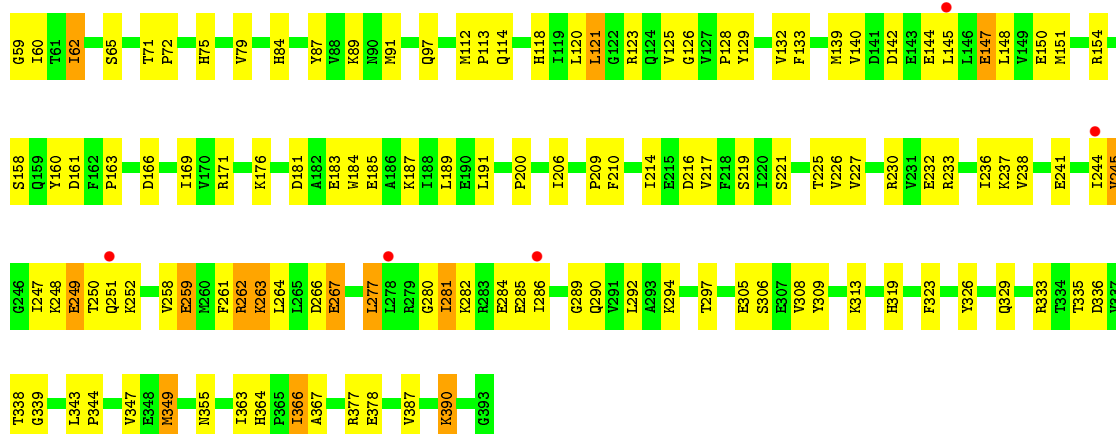 G59 I60 T61 I62 S65 T71 P72 H75 V79 H84 Y87 V88 K89 N90 M91 Q97 M112 P113 Q114 H118 I119 L120 L121 G122 R123 Q124 V125 G126 V127 P128 Y129 V132 F133 M139 V140 D141 D142 E143 E144 L145 L146 E147 L148 V149 E150 M151 R154
S158 Q159 Y160 D161 F162 P163 D166 I169 V170 R171 K176 D181 A182 E183 W184 E185 A186 K187 I188 L189 E190 L191 P200 I206 P209 F210 I214 E215 D216 V217 F218 S219 I220 S221 T225 V226 V227 R230 V231 E232 R233 I236 K237 V238 E241 I244 V245
G246 I247 K248 E249 T250 Q251 K252 V258 E259 M260 F261 R262 K263 L264 L265 D266 E267 L277 L278 R279 G280 I281 K282 R283 E284 E285 I286 G289 Q290 V291 L292 A293 K294 T297 E305 S306 E307 V308 Y309 K313 H319 F323 Y326 Q329 R333 T334 T335 D336 V337
T338 G339 L343 P344 V347 E348 M349 N355 I363 H364 P365 I366 A367 R377 E378 V387 K390 G393